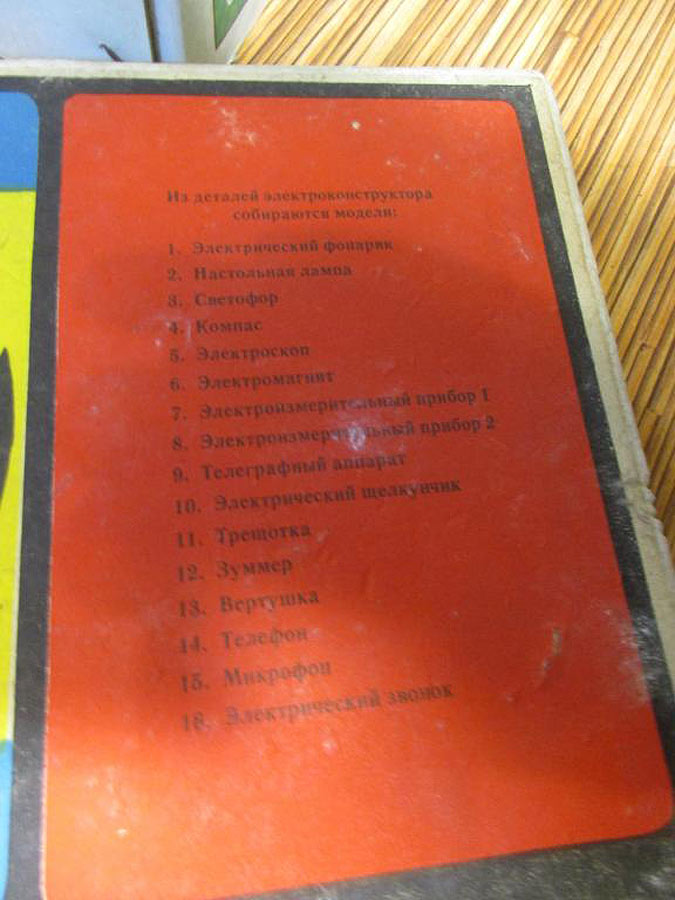 Из деталей электроконструктора
собираются модели:
1. Электрический фонарик
2. Настольная лампа
3. Светофор
4. Компас
5. Электроскоп
6. Электромагнит
7. Электроизмерительный прибор 1
8. Электроизмерительный прибор 2
9. Телеграфный аппарат
10. Электрический щелкунчик
11. Трещотка
12. Зуммер
13. Вертушка
14. Телефон
15. Микрофон
16. Электрический звонок